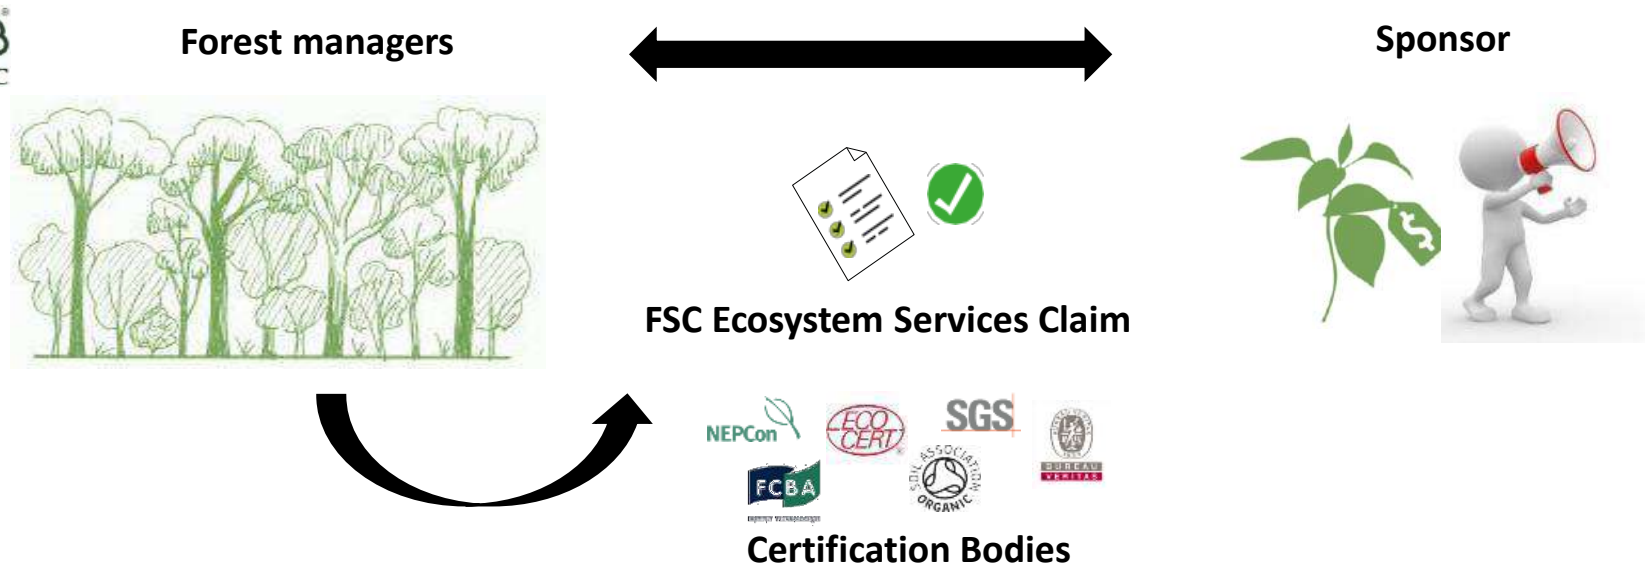 Forest managers
Sponsor
$
FSC Ecosystem Services Claim
NEPCon
ECO
CERT
SGS
BUREAU
VERITAS
FCBA
SOIL ASSOCIATION
ORGANIC
Certification Bodies